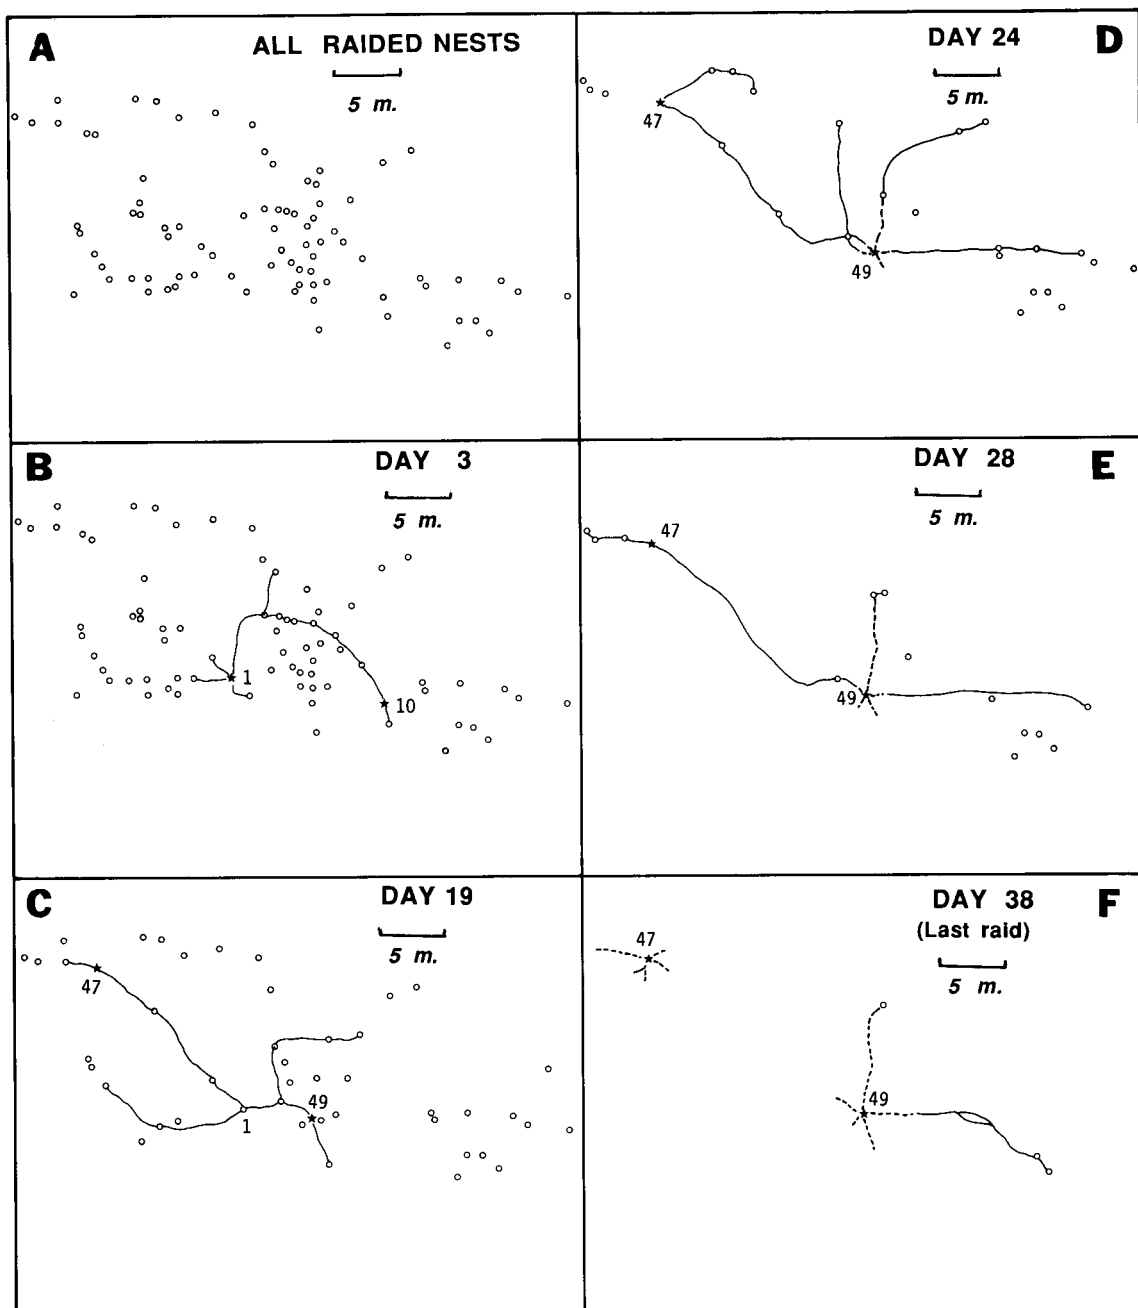 A
ALL RAIDED NESTS
5 m.
B
DAY 3
5 m.
1
10
C
DAY 19
5 m.
47
1
49
D
DAY 24
5 m.
47
49
E
DAY 28
5 m.
47
49
F
DAY 38
(Last raid)
5 m.
47
49